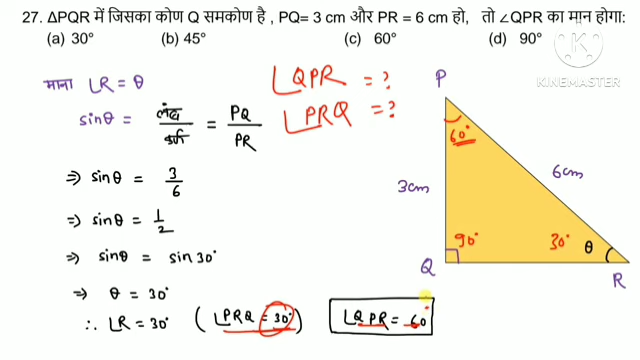 27. ΔPQR में जिसका कोण Q समकोण है , PQ= 3 cm और PR = 6 cm हो, तो ∠QPR का मान होगा:
(a) 30° (b) 45° (c) 60° (d) 90°
माना ∠R = θ
sinθ = लंब/कर्ण = PQ/PR
⇒ sinθ = 3/6
⇒ sinθ = 1/2
⇒ sinθ = sin 30°
⇒ θ = 30°
∴ ∠R = 30° ( ∠PRQ = 30° ) ∠QPR = 60°
∠QPR = ?
∠PRQ = ?
KINEMASTER
P
60°
3cm
6cm
90°
30°
θ
Q
R